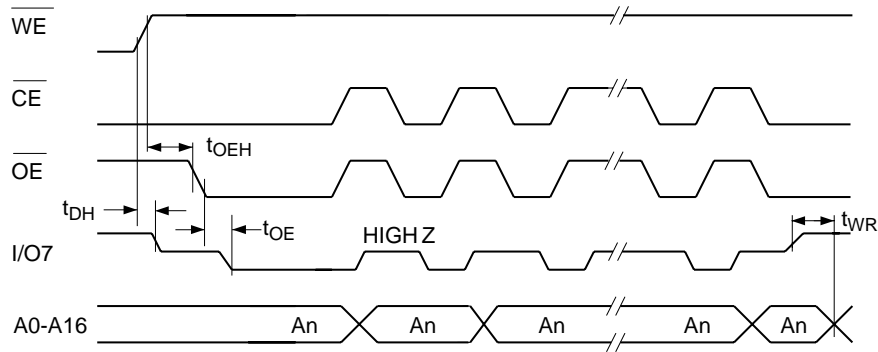 WE
CE
tOEH
OE
tDH
tOE
HIGH Z
tWR
I/O7
A0-A16
An
An
An
An
An